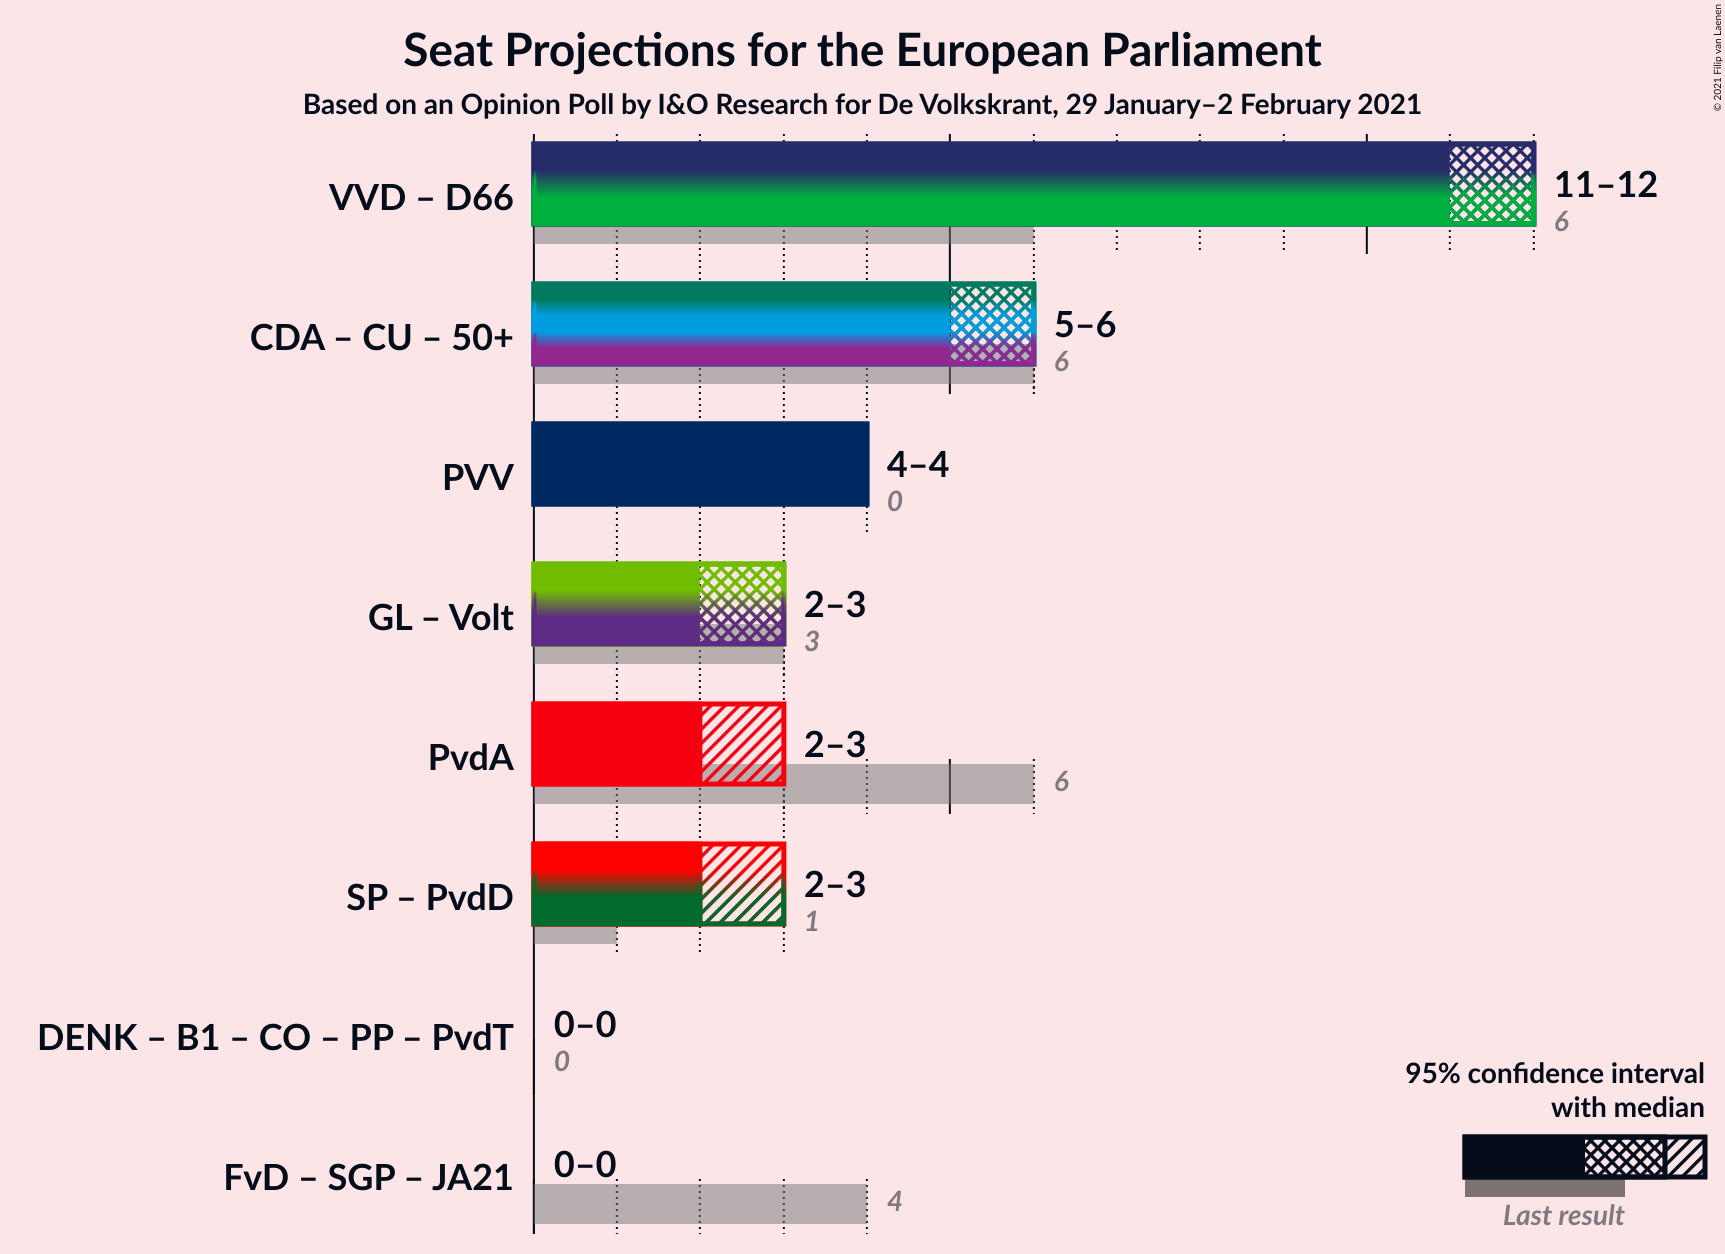 Seat Projections for the European Parliament
Based on an Opinion Poll by I&O Research for De Volkskrant, 29 January–2 February 2021
© 2021 Filip van Laenen
VVD – D66
11–12
6
CDA – CU – 50+
5–6
6
PVV
4–4
0
GL – Volt
2–3
3
PvdA
2–3
6
SP – PvdD
2–3
1
DENK – B1 – CO – PP – PvdT
0–0
0
FvD – SGP – JA21
0–0
4
95% confidence interval
with median
Last result